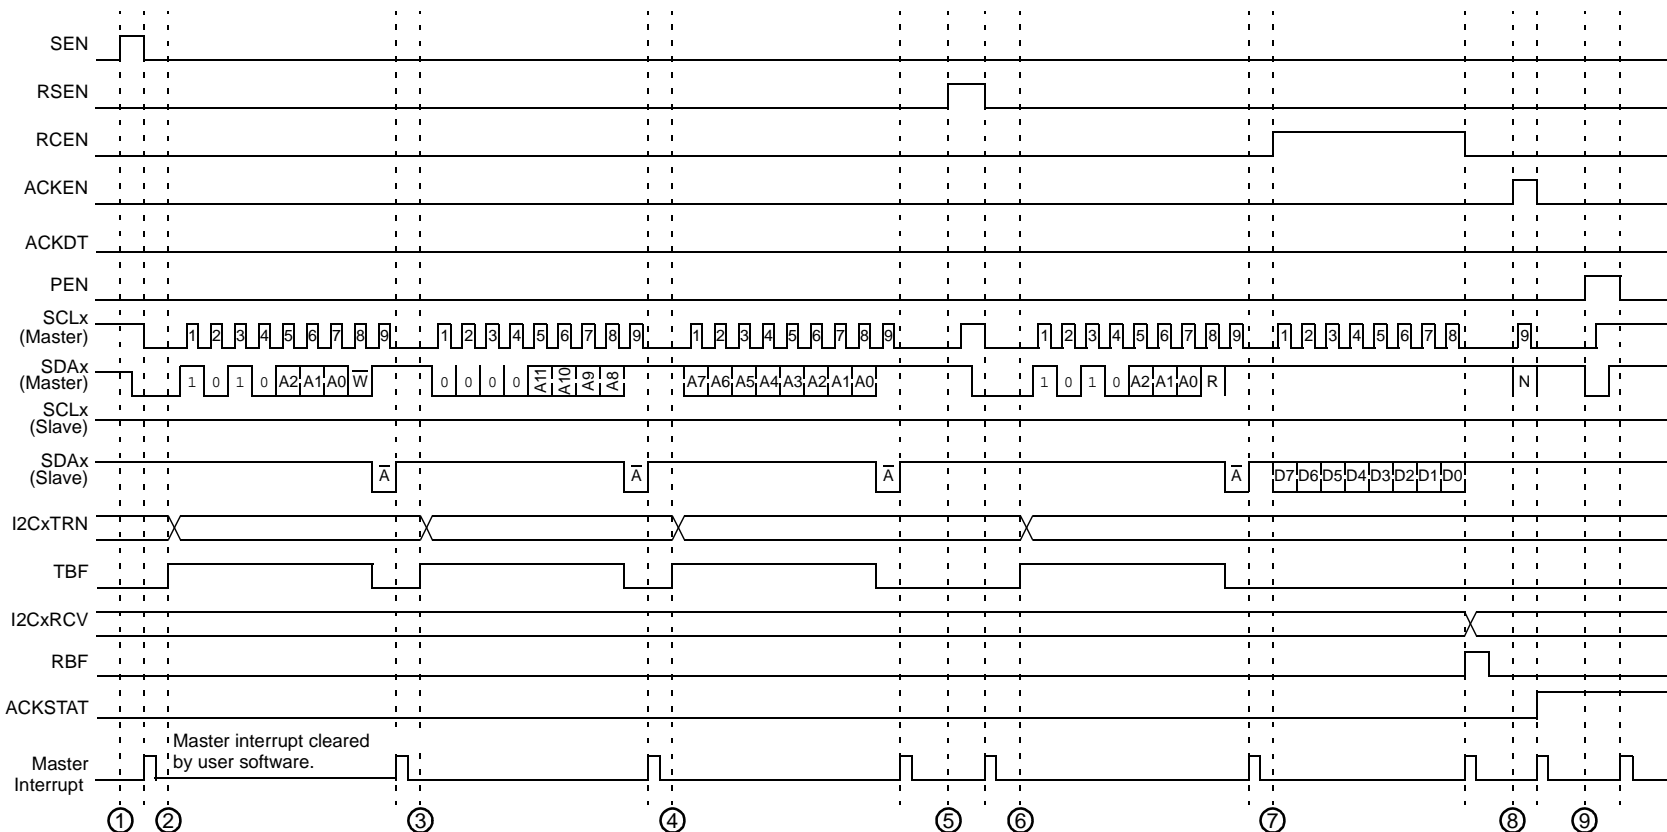 SEN
RSEN
RCEN
ACKEN
ACKDT
PEN
SCLx
(Master)
1 2 3 4 5 6 7 8 9 1 2 3 4 5 6 7 8 9 1 2 3 4 5 6 7 8 9 1 2 3 4 5 6 7 8 9 1 2 3 4 5 6 7 8 9
SDAx
(Master)
1 0 1 0 A2 A1 A0 W̅ 0 0 0 0 A11 A10 A9 A8 A7 A6 A5 A4 A3 A2 A1 A0 1 0 1 0 A2 A1 A0 R N
SCLx
(Slave)
SDAx
(Slave)
A̅ A̅ A̅ A̅ D7 D6 D5 D4 D3 D2 D1 D0
I2CxTRN
TBF
I2CxRCV
RBF
ACKSTAT
Master interrupt cleared
by user software.
Master
Interrupt
1 2 3 4 5 6 7 8 9